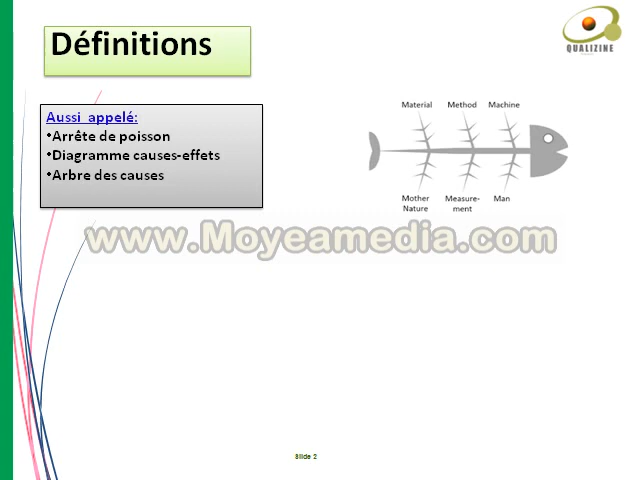 Définitions
QUALIZINE
Aussi appelé:
•Arrête de poisson
•Diagramme causes-effets
•Arbre des causes
Material Method Machine
Mother Nature Measure-ment Man
www.Moyeamedia.com
Slide 2